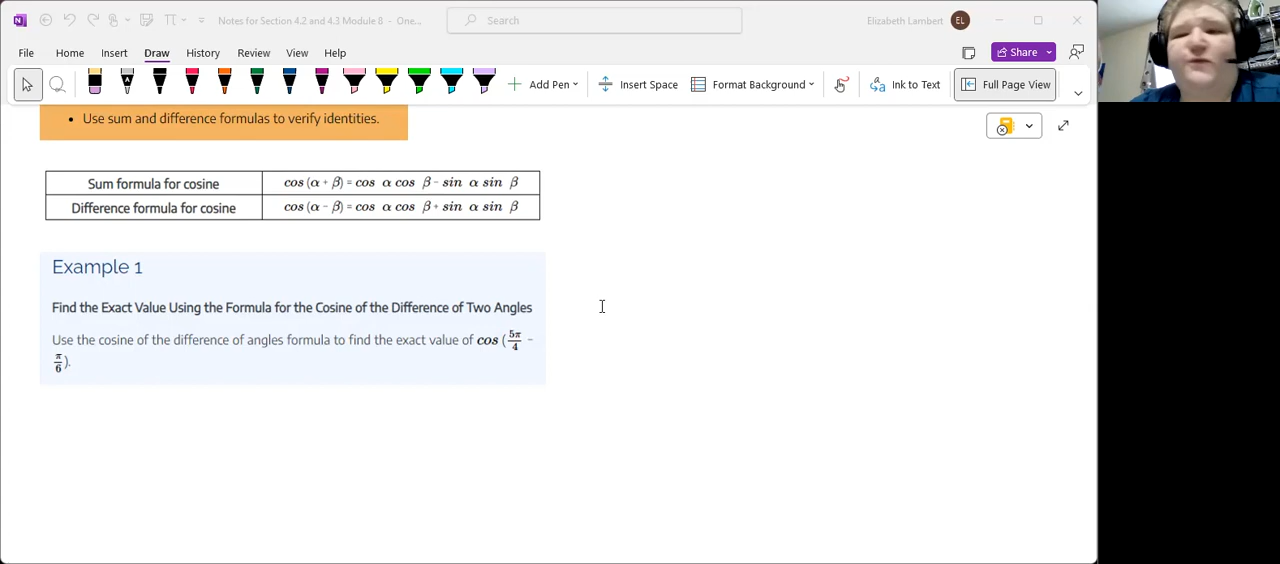 Notes for Section 4.2 and 4.3 Module 8 - One...
Search
Elizabeth Lambert
EL
File Home Insert Draw History Review View Help
Share
Add Pen
Insert Space
Format Background
Ink to Text
Full Page View
• Use sum and difference formulas to verify identities.
Sum formula for cosine cos (α + β) = cos α cos β − sin α sin β
Difference formula for cosine cos (α − β) = cos α cos β + sin α sin β
Example 1
Find the Exact Value Using the Formula for the Cosine of the Difference of Two Angles
Use the cosine of the difference of angles formula to find the exact value of cos (5π/4 −
π/6).